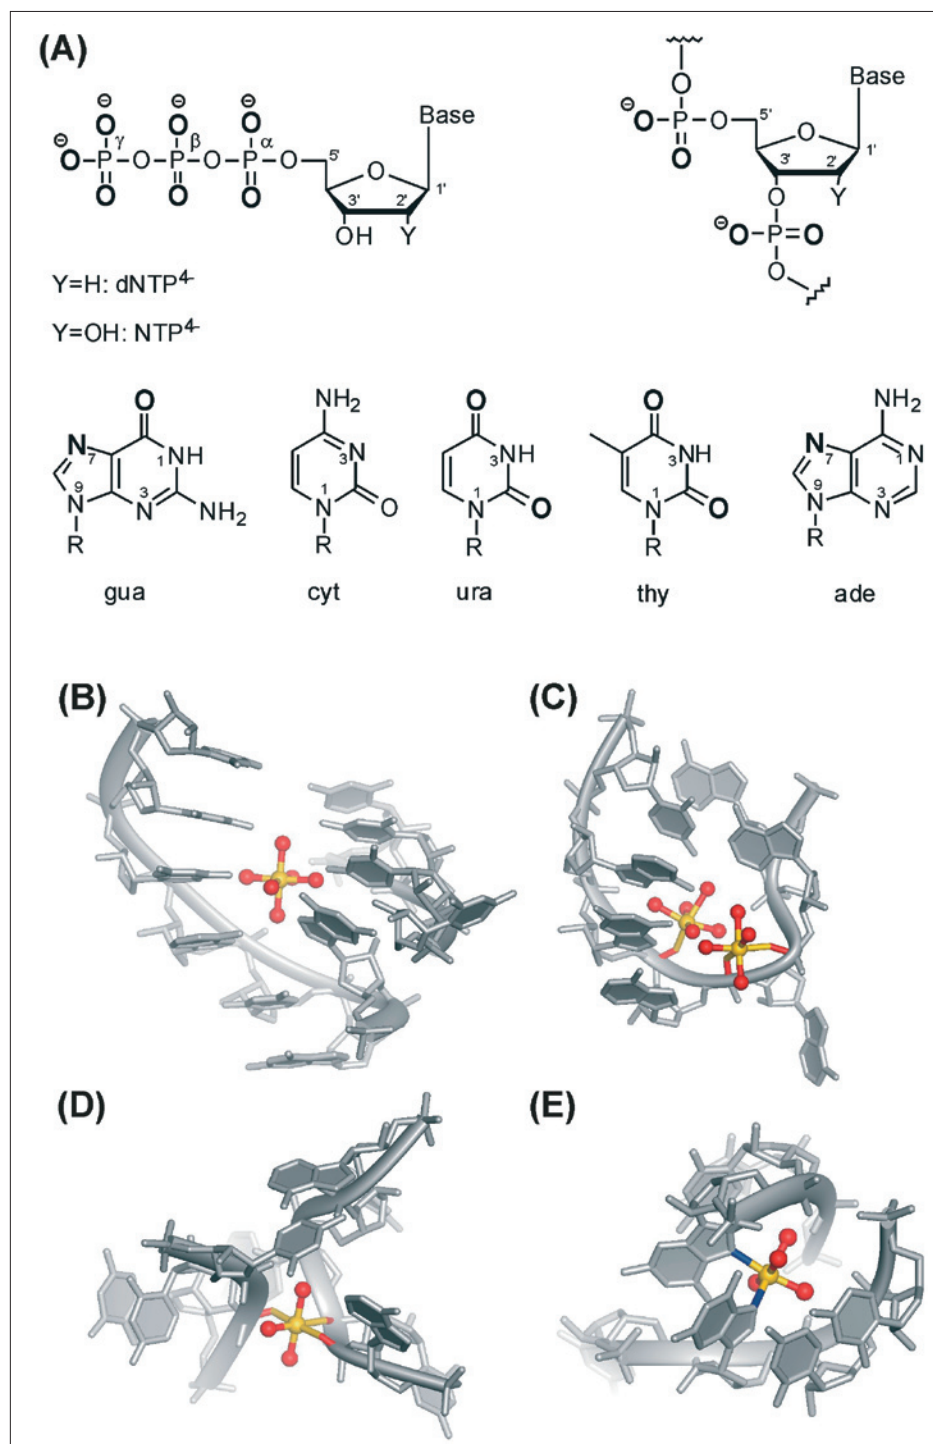 (A)
⊖ ⊖ ⊖
O O O Base
⊖ γ β α
O-P-O-P-O-P-O 5' O
O O O 3' 2' 1'
OH Y
Y=H: dNTP4-
Y=OH: NTP4-
O Base
⊖
O-P-O 5' O
O 3' 2' 1'
O Y
⊖
O-P=O
O
O NH2 O O NH2
N 7 1 NH 3 N 3 NH 3 NH N 7 1 N
9 N N 3 NH2 1 N O 1 N O 1 N O 9 N N 3
R R R R R
gua cyt ura thy ade
(B) (C)
(D) (E)